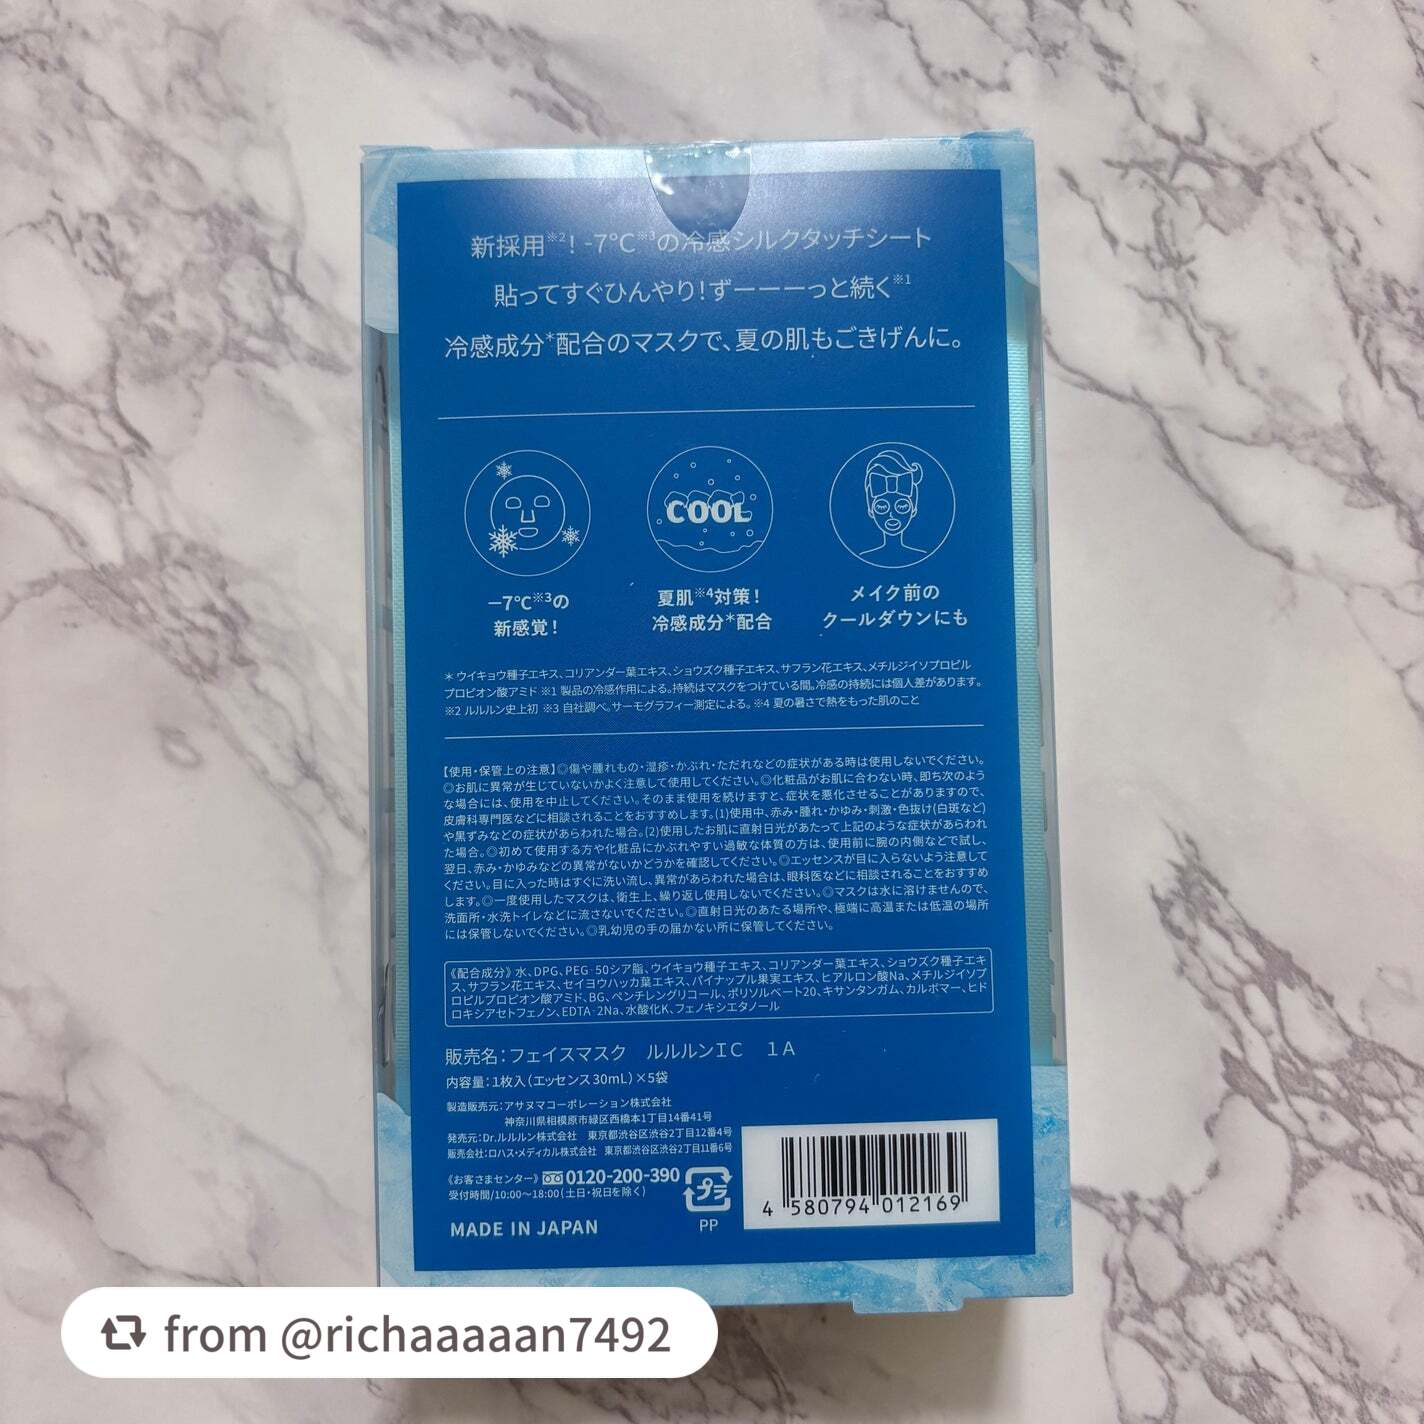 新採用※2！-7℃※3の冷感シルクタッチシート
貼ってすぐひんやり！ずーーーっと続く※1
冷感成分＊配合のマスクで、夏の肌もごきげんに。
COOL
－7℃※3の
新感覚！
夏肌※4対策！
冷感成分＊配合
メイク前の
クールダウンにも
＊ウイキョウ種子エキス、コリアンダー葉エキス、ショウズク種子エキス、サフラン花エキス、メチルジイソプロピル
プロピオン酸アミド ※1 製品の冷感作用による。持続はマスクをつけている間。冷感の持続には個人差があります。
※2 ルルルン史上初 ※3 自社調べ。サーモグラフィー測定による。※4 夏の暑さで熱をもった肌のこと
【使用・保管上の注意】◎傷や腫れもの・湿疹・かぶれ・ただれなどの症状がある時は使用しないでください。
◎お肌に異常が生じていないかよく注意して使用してください。◎化粧品がお肌に合わない時、即ち次のよう
な場合には、使用を中止してください。そのまま使用を続けますと、症状を悪化させることがありますので、
皮膚科専門医などに相談されることをおすすめします。(1)使用中、赤み・腫れ・かゆみ・刺激・色抜け(白斑など)
や黒ずみなどの症状があらわれた場合。(2)使用したお肌に直射日光があたって上記のような症状があらわれ
た場合。◎初めて使用する方や化粧品にかぶれやすい過敏な体質の方は、使用前に腕の内側などで試し、
翌日、赤み・かゆみなどの異常がないかどうかを確認してください。◎エッセンスが目に入らないよう注意して
ください。目に入った時はすぐに洗い流し、異常があらわれた場合は、眼科医などに相談されることをおすすめ
します。◎一度使用したマスクは、衛生上、繰り返し使用しないでください。◎マスクは水に溶けませんので、
洗面所・水洗トイレなどに流さないでください。◎直射日光のあたる場所や、極端に高温または低温の場所
には保管しないでください。◎乳幼児の手の届かない所に保管してください。
《配合成分》水、DPG、PEG-50シア脂、ウイキョウ種子エキス、コリアンダー葉エキス、ショウズク種子エキ
ス、サフラン花エキス、セイヨウハッカ葉エキス、パイナップル果実エキス、ヒアルロン酸Na、メチルジイソプ
ロピルプロピオン酸アミド、BG、ペンチレングリコール、ポリソルベート20、キサンタンガム、カルボマー、ヒド
ロキシアセトフェノン、EDTA-2Na、水酸化K、フェノキシエタノール
販売名：フェイスマスク　ルルルンIC　1A
内容量：1枚入（エッセンス30mL）×5袋
製造販売元：アサヌマコーポレーション株式会社
神奈川県相模原市緑区西橋本1丁目14番41号
発売元：Dr.ルルルン株式会社　東京都渋谷区渋谷2丁目12番4号
販売会社：ロハス・メディカル株式会社　東京都渋谷区渋谷2丁目11番6号
《お客さまセンター》0120-200-390
受付時間/10:00～18:00（土日・祝日を除く）
MADE IN JAPAN
プラ
PP
4 580794 012169
from @richaaaaan7492